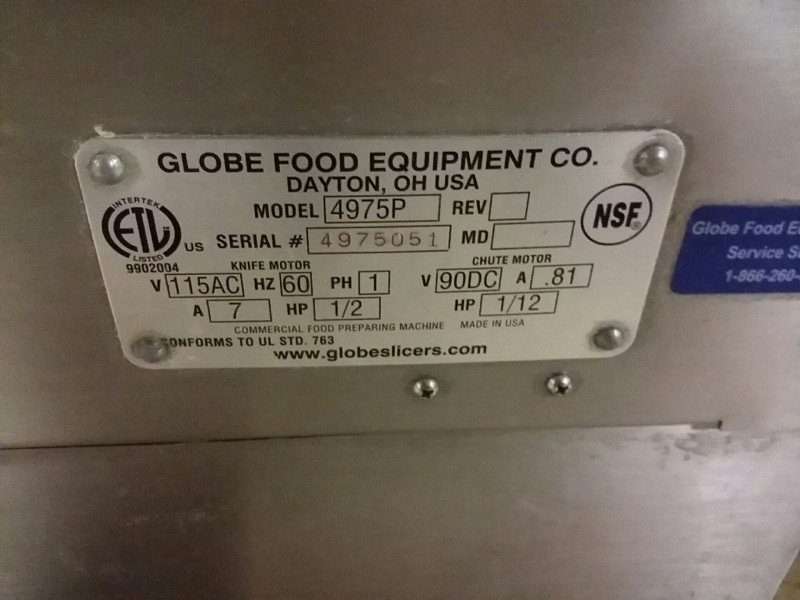 GLOBE FOOD EQUIPMENT CO.
DAYTON, OH USA
MODEL 4975P REV
INTERTEK
ETL
LISTED
US
9902004
SERIAL # 4975051 MD
NSF®
KNIFE MOTOR
V 115AC HZ 60 PH 1
A 7 HP 1/2
CHUTE MOTOR
V 90DC A .81
HP 1/12
COMMERCIAL FOOD PREPARING MACHINE MADE IN USA
CONFORMS TO UL STD. 763
www.globeslicers.com
Globe Food
Service
1-866-260-